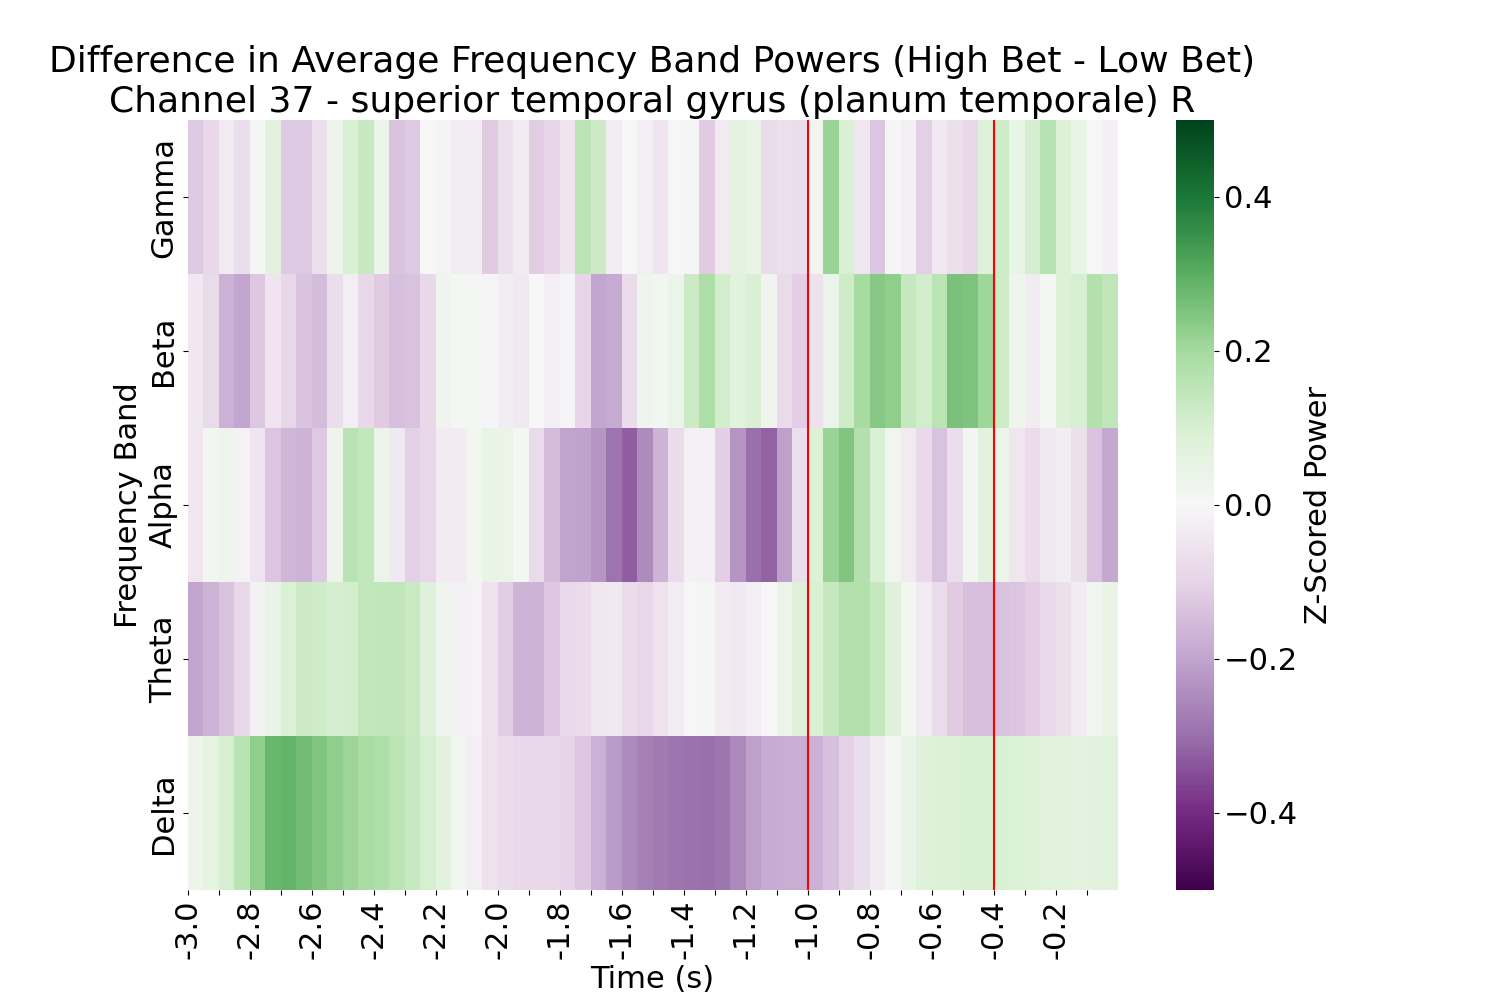 Difference in Average Frequency Band Powers (High Bet - Low Bet)
Channel 37 - superior temporal gyrus (planum temporale) R
Frequency Band
Gamma
Beta
Alpha
Theta
Delta
-3.0
-2.8
-2.6
-2.4
-2.2
-2.0
-1.8
-1.6
-1.4
-1.2
-1.0
-0.8
-0.6
-0.4
-0.2
Time (s)
0.4
0.2
0.0
−0.2
−0.4
Z-Scored Power